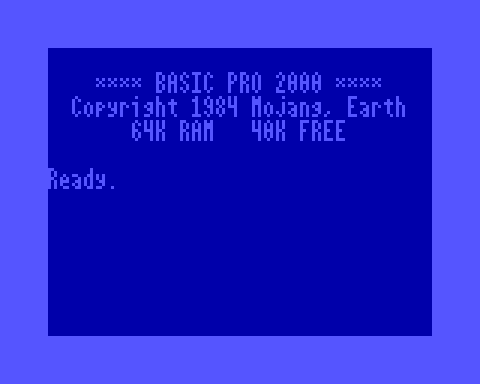 **** BASIC PRO 2000 ****
Copyright 1984 Mojang, Earth
64K RAM   40K FREE
Ready.